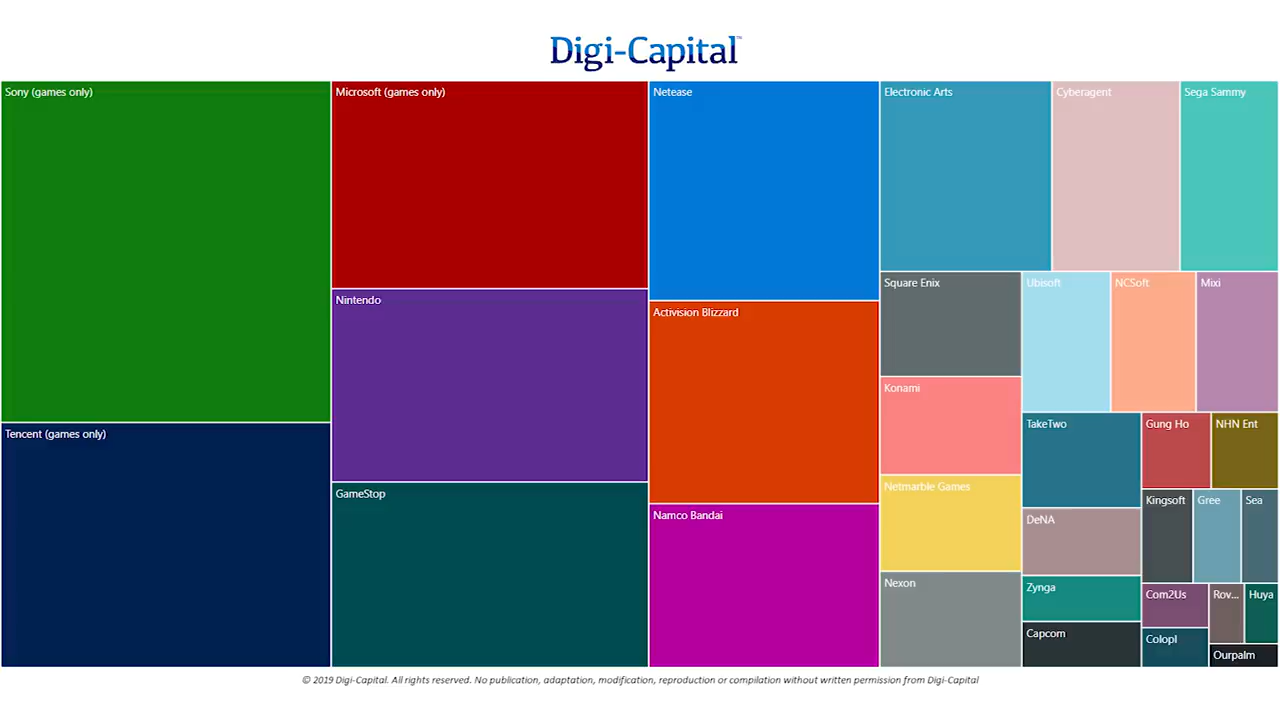 Digi-Capital™
Sony (games only)
Microsoft (games only)
Netease
Electronic Arts
Cyberagent
Sega Sammy
Square Enix
Ubisoft
NCSoft
Mixi
Nintendo
Activision Blizzard
Konami
TakeTwo
Gung Ho
NHN Ent
Tencent (games only)
Netmarble Games
GameStop
Kingsoft
Gree
Sea
Namco Bandai
DeNA
Nexon
Zynga
Com2Us
Rov...
Huya
Capcom
Colopl
Ourpalm
© 2019 Digi-Capital. All rights reserved. No publication, adaptation, modification, reproduction or compilation without written permission from Digi-Capital